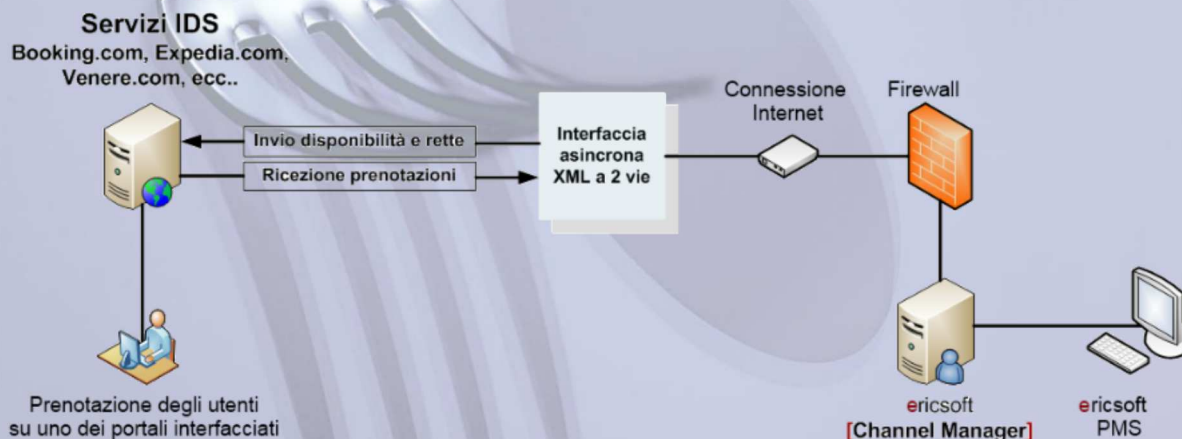 Servizi IDS
Booking.com, Expedia.com,
Venere.com, ecc..
Invio disponibilità e rette
Ricezione prenotazioni
Interfaccia
asincrona
XML a 2 vie
Connessione
Internet
Firewall
Prenotazione degli utenti
su uno dei portali interfacciati
ericsoft
[Channel Manager]
ericsoft
PMS